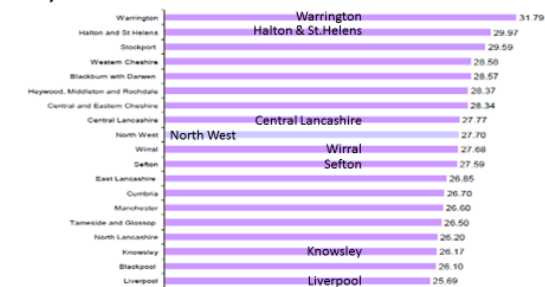 Warrington Warrington 31.79
Halton and St Helens Halton & St.Helens 29.97
Stockport 29.59
Western Cheshire 28.58
Blackburn with Darwen 28.57
Heywood, Middleton and Rochdale 28.37
Central and Eastern Cheshire 28.34
Central Lancashire Central Lancashire 27.77
North West North West 27.70
Wirral Wirral 27.68
Sefton Sefton 27.59
East Lancashire 26.85
Cumbria 26.70
Manchester 26.60
Tameside and Glossop 26.50
North Lancashire 26.20
Knowsley Knowsley 26.17
Blackpool 26.10
Liverpool Liverpool 25.69